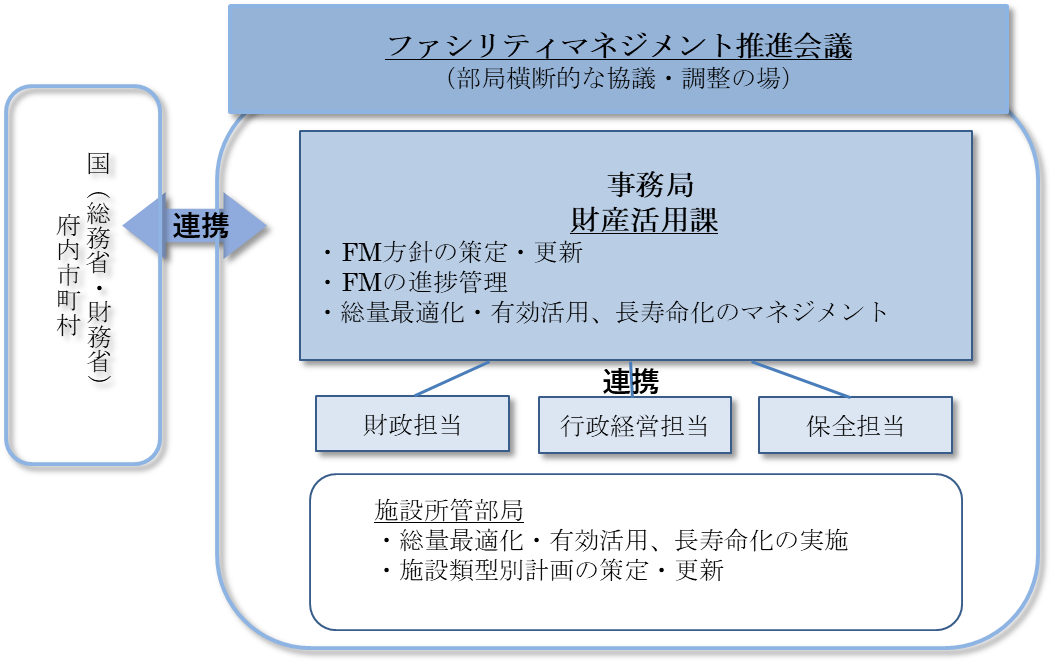 ファシリティマネジメント推進会議
（部局横断的な協議・調整の場）
国（総務省・財務省）
府内市町村
連携
事務局
財産活用課
・FM方針の策定・更新
・FMの進捗管理
・総量最適化・有効活用、長寿命化のマネジメント
連携
財政担当
行政経営担当
保全担当
施設所管部局
・総量最適化・有効活用、長寿命化の実施
・施設類型別計画の策定・更新